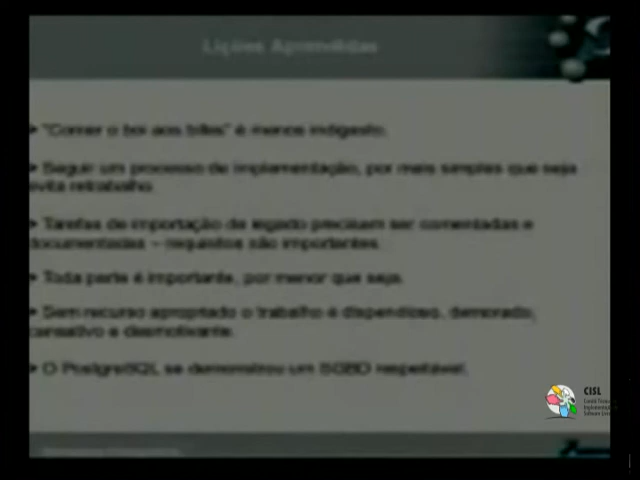 Lições Aprendidas
"Comer o boi aos bifes" é menos indigesto.
Seguir um processo de implementação, por mais simples que seja
evita retrabalho.
Tarefas de importação de legado precisam ser comentadas e
documentadas – requisitos são importantes.
Toda parte é importante, por menor que seja.
Sem recurso apropriado o trabalho é dispendioso, demorado,
cansativo e desmotivante.
O PostgreSQL se demonstrou um SGBD respeitável.
CISL